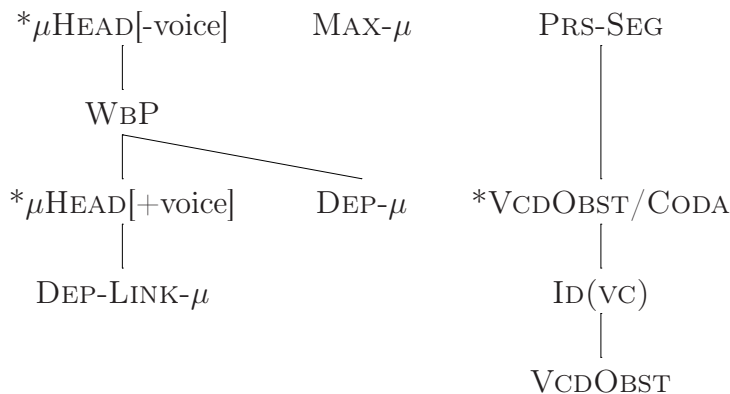 *μHEAD[-voice] MAX-μ PRS-SEG
WBP
*μHEAD[+voice] DEP-μ *VCDOBST/CODA
DEP-LINK-μ ID(VC)
VCDOBST